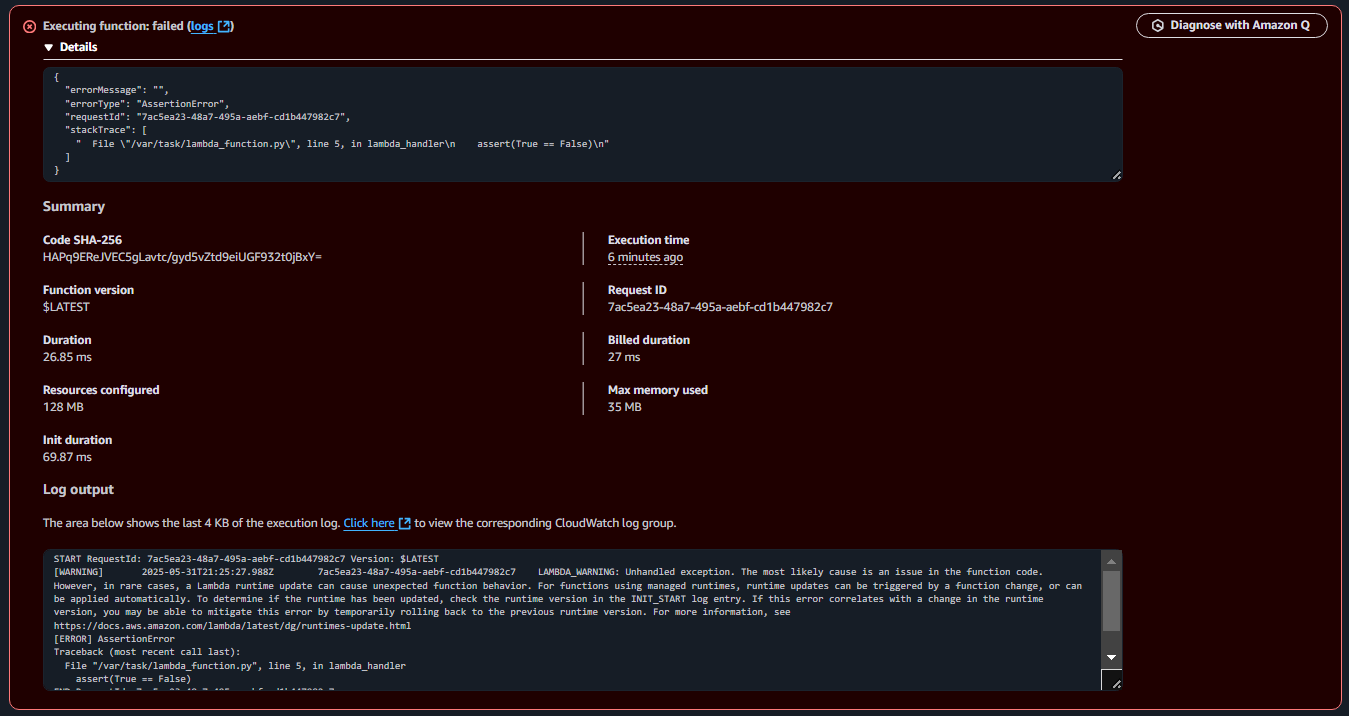 Executing function: failed (logs)
Diagnose with Amazon Q
Details
{
  "errorMessage": "",
  "errorType": "AssertionError",
  "requestId": "7ac5ea23-48a7-495a-aebf-cd1b447982c7",
  "stackTrace": [
    "  File \"/var/task/lambda_function.py\", line 5, in lambda_handler\n    assert(True == False)\n"
  ]
}
Summary
Code SHA-256
HAPq9EReJVEC5gLavtc/gyd5vZtd9eiUGF932t0jBxY=
Execution time
6 minutes ago
Function version
$LATEST
Request ID
7ac5ea23-48a7-495a-aebf-cd1b447982c7
Duration
26.85 ms
Billed duration
27 ms
Resources configured
128 MB
Max memory used
35 MB
Init duration
69.87 ms
Log output
The area below shows the last 4 KB of the execution log. Click here to view the corresponding CloudWatch log group.
START RequestId: 7ac5ea23-48a7-495a-aebf-cd1b447982c7 Version: $LATEST
[WARNING]	2025-05-31T21:25:27.988Z	7ac5ea23-48a7-495a-aebf-cd1b447982c7	LAMBDA_WARNING: Unhandled exception. The most likely cause is an issue in the function code.
However, in rare cases, a Lambda runtime update can cause unexpected function behavior. For functions using managed runtimes, runtime updates can be triggered by a function change, or can
be applied automatically. To determine if the runtime has been updated, check the runtime version in the INIT_START log entry. If this error correlates with a change in the runtime
version, you may be able to mitigate this error by temporarily rolling back to the previous runtime version. For more information, see
https://docs.aws.amazon.com/lambda/latest/dg/runtimes-update.html
[ERROR] AssertionError
Traceback (most recent call last):
  File "/var/task/lambda_function.py", line 5, in lambda_handler
    assert(True == False)